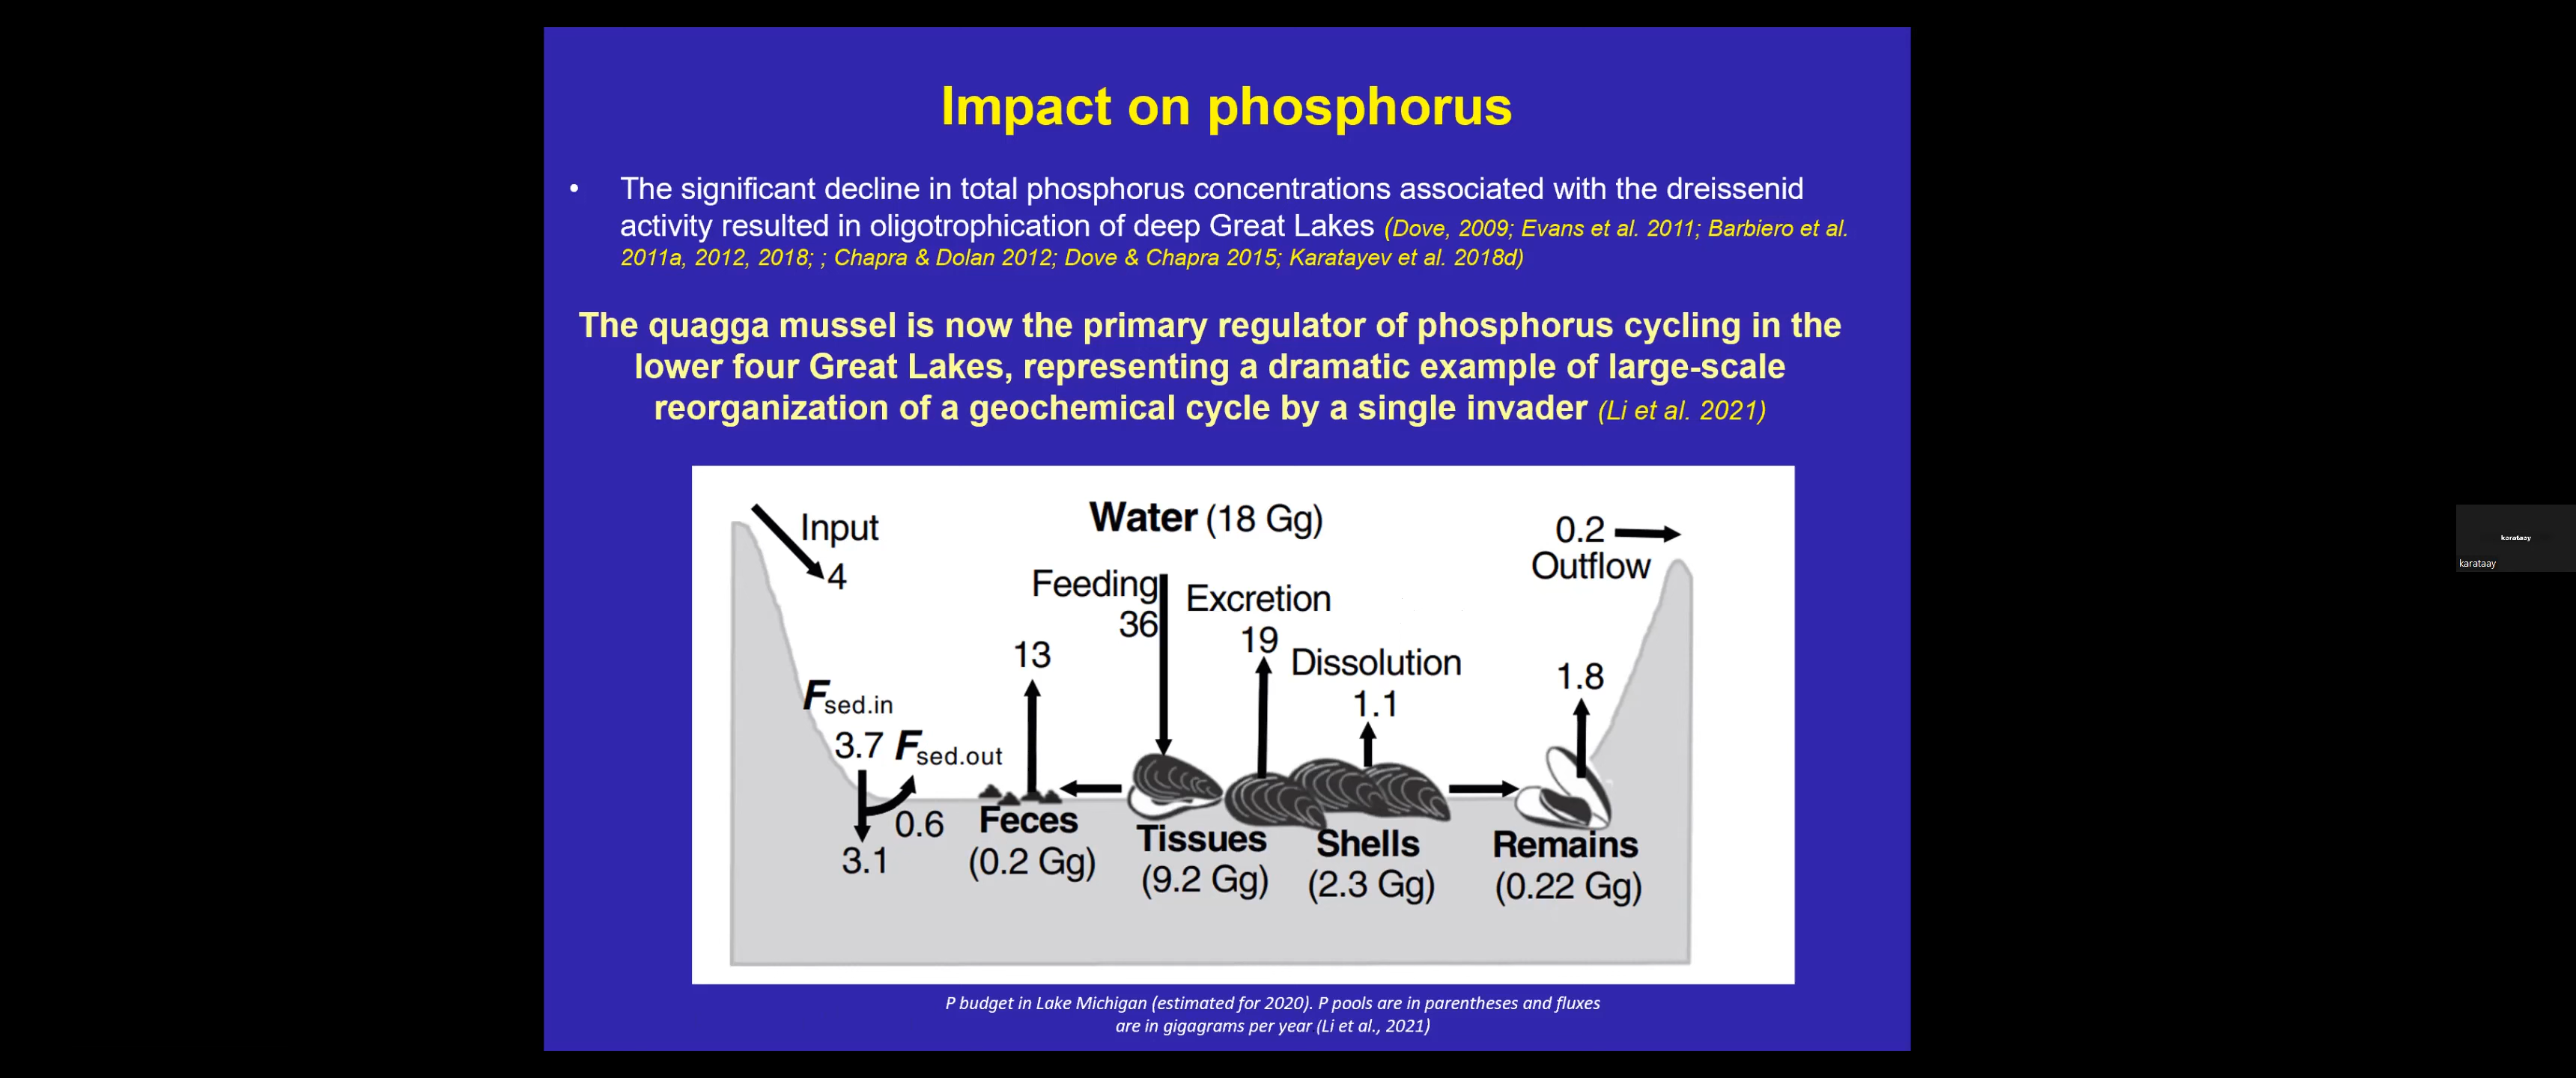 Impact on phosphorus
• The significant decline in total phosphorus concentrations associated with the dreissenid
activity resulted in oligotrophication of deep Great Lakes (Dove, 2009; Evans et al. 2011; Barbiero et al.
2011a, 2012, 2018; ; Chapra & Dolan 2012; Dove & Chapra 2015; Karatayev et al. 2018d)
The quagga mussel is now the primary regulator of phosphorus cycling in the
lower four Great Lakes, representing a dramatic example of large-scale
reorganization of a geochemical cycle by a single invader (Li et al. 2021)
Input
4
Water (18 Gg)
0.2
Outflow
Feeding
36
Excretion
19
13
Dissolution
1.1
1.8
Fsed.in
3.7
Fsed.out
0.6
3.1
Feces
(0.2 Gg)
Tissues
(9.2 Gg)
Shells
(2.3 Gg)
Remains
(0.22 Gg)
P budget in Lake Michigan (estimated for 2020). P pools are in parentheses and fluxes
are in gigagrams per year (Li et al., 2021)
karataay
karataay